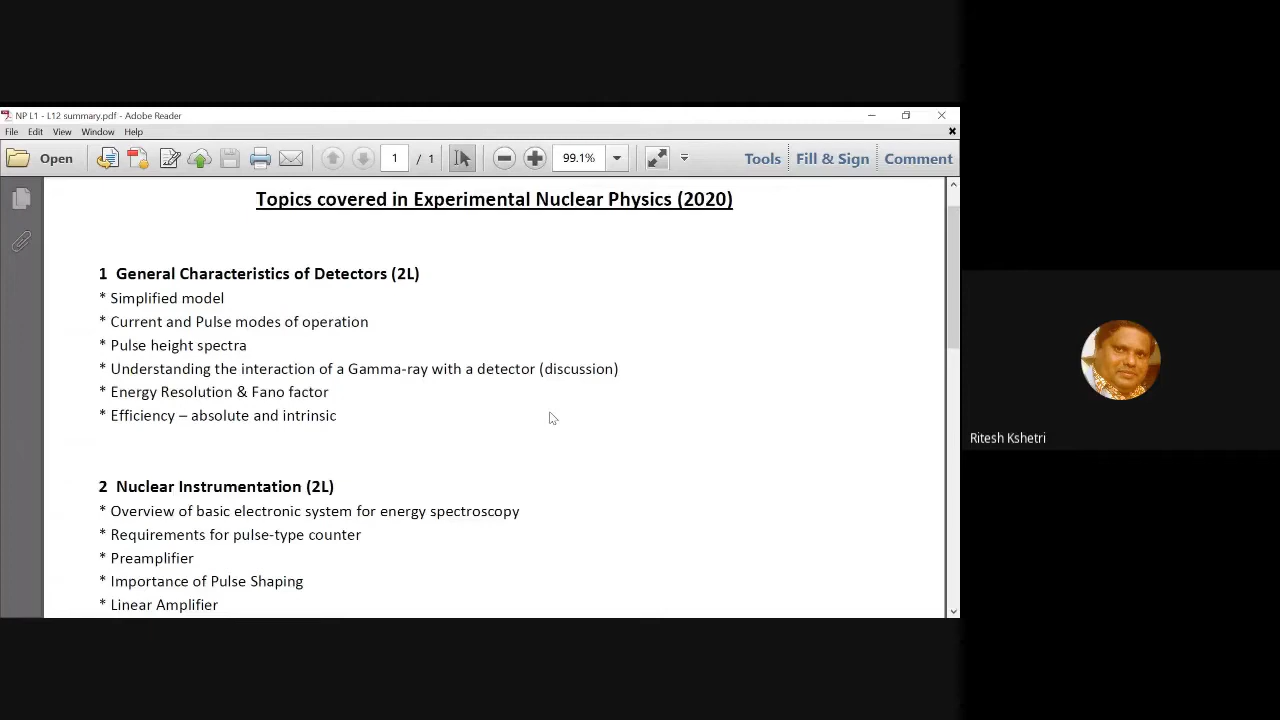 NP L1 - L12 summary.pdf - Adobe Reader
File Edit View Window Help
Open 1 / 1 99.1% Tools Fill & Sign Comment
Topics covered in Experimental Nuclear Physics (2020)
1 General Characteristics of Detectors (2L)
* Simplified model
* Current and Pulse modes of operation
* Pulse height spectra
* Understanding the interaction of a Gamma-ray with a detector (discussion)
* Energy Resolution & Fano factor
* Efficiency – absolute and intrinsic
2 Nuclear Instrumentation (2L)
* Overview of basic electronic system for energy spectroscopy
* Requirements for pulse-type counter
* Preamplifier
* Importance of Pulse Shaping
* Linear Amplifier
Ritesh Kshetri